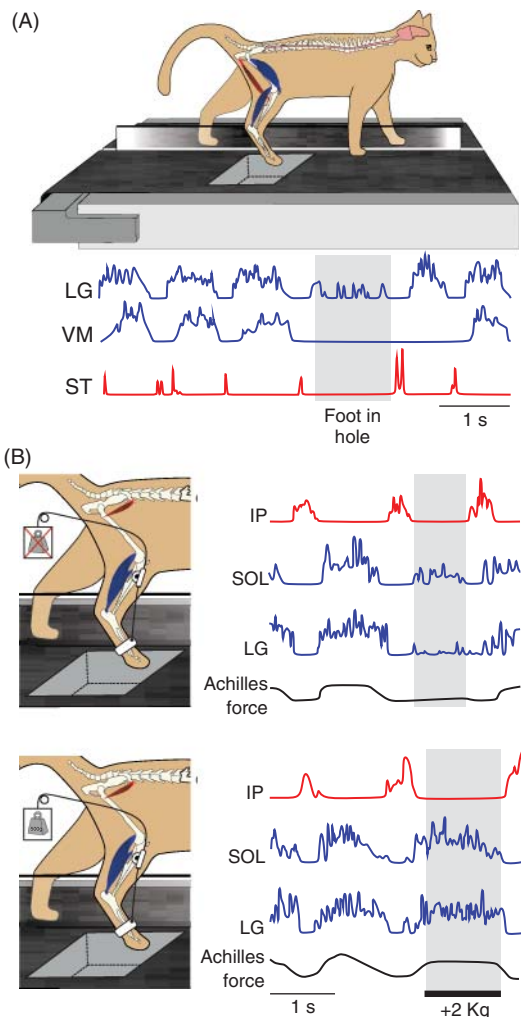 (A)
LG
VM
ST
Foot in
hole
1 s
(B)
IP
SOL
LG
Achilles
force
500g
IP
SOL
LG
Achilles
force
1 s
+2 Kg